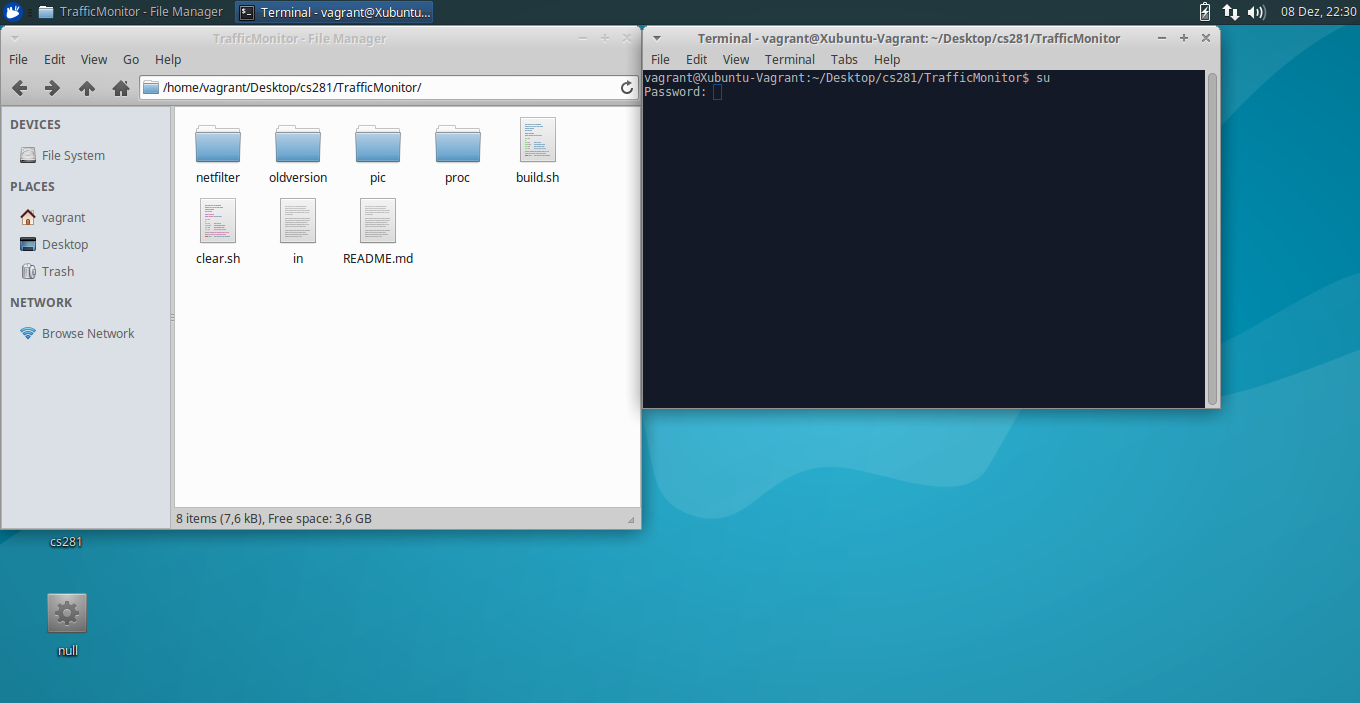 TrafficMonitor - File Manager
Terminal - vagrant@Xubuntu...
08 Dez, 22:30
TrafficMonitor - File Manager
File Edit View Go Help
/home/vagrant/Desktop/cs281/TrafficMonitor/
DEVICES
File System
PLACES
vagrant
Desktop
Trash
NETWORK
Browse Network
netfilter oldversion pic proc build.sh
clear.sh in README.md
8 items (7,6 kB), Free space: 3,6 GB
Terminal - vagrant@Xubuntu-Vagrant: ~/Desktop/cs281/TrafficMonitor
File Edit View Terminal Tabs Help
vagrant@Xubuntu-Vagrant:~/Desktop/cs281/TrafficMonitor$ su
Password:
cs281
null